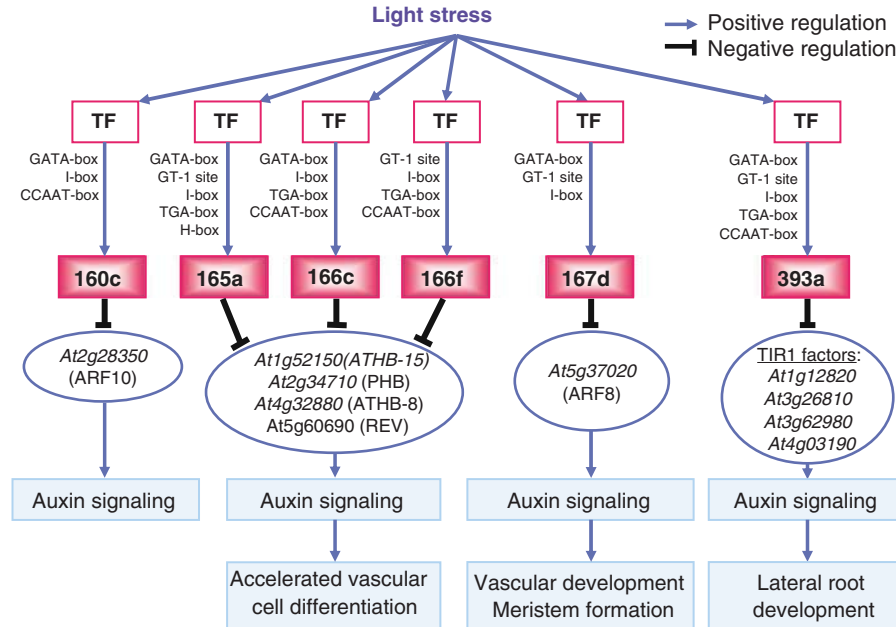 Light stress
Positive regulation
Negative regulation
TF
TF
TF
TF
TF
TF
GATA-box
I-box
CCAAT-box
GATA-box
GT-1 site
I-box
TGA-box
H-box
GATA-box
I-box
TGA-box
CCAAT-box
GT-1 site
I-box
TGA-box
CCAAT-box
GATA-box
GT-1 site
I-box
GATA-box
GT-1 site
I-box
TGA-box
CCAAT-box
160c
165a
166c
166f
167d
393a
At2g28350
(ARF10)
At1g52150(ATHB-15)
At2g34710 (PHB)
At4g32880 (ATHB-8)
At5g60690 (REV)
At5g37020
(ARF8)
TIR1 factors:
At1g12820
At3g26810
At3g62980
At4g03190
Auxin signaling
Auxin signaling
Auxin signaling
Auxin signaling
Accelerated vascular
cell differentiation
Vascular development
Meristem formation
Lateral root
development